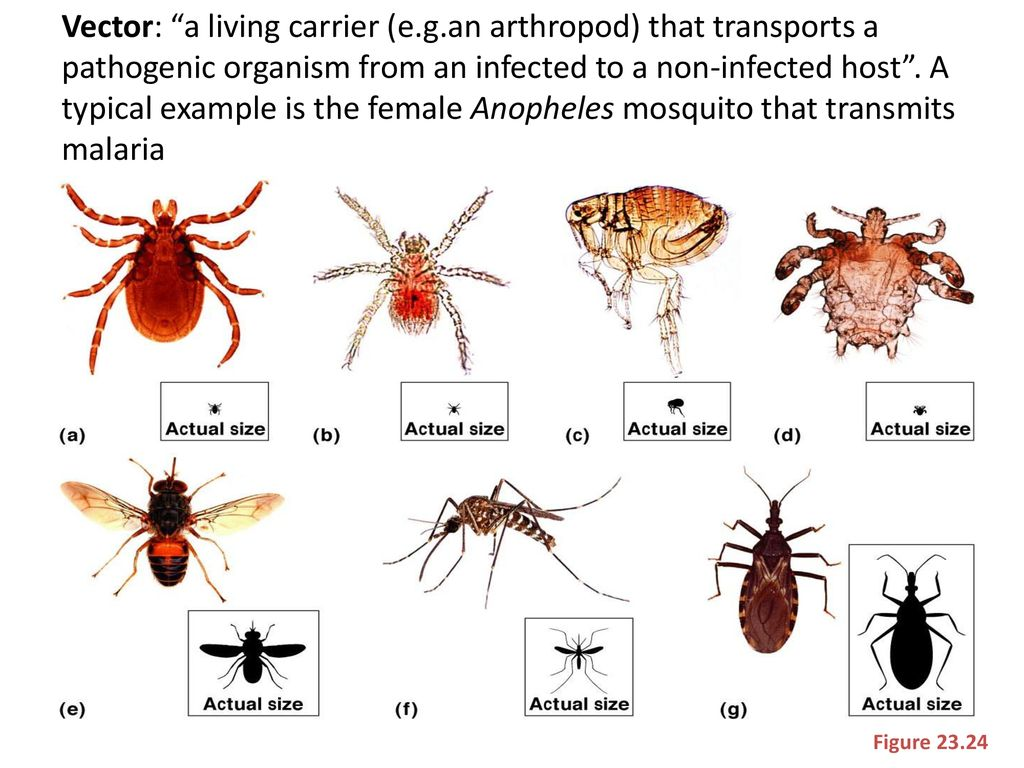 Vector: “a living carrier (e.g.an arthropod) that transports a
pathogenic organism from an infected to a non-infected host”. A
typical example is the female Anopheles mosquito that transmits
malaria
(a)
Actual size
(b)
Actual size
(c)
Actual size
(d)
Actual size
(e)
Actual size
(f)
Actual size
(g)
Actual size
Figure 23.24